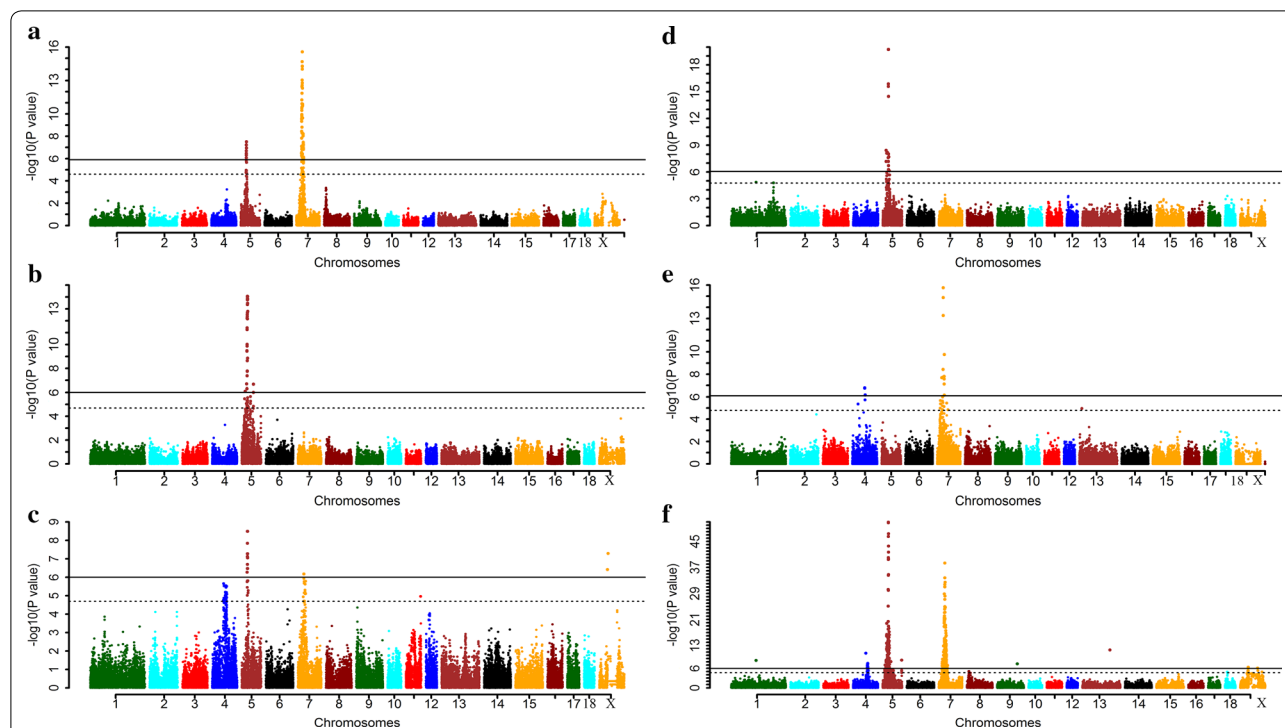 a
-log10(P value)
0 2 4 6 8 10 13 16
1 2 3 4 5 6 7 8 9 10 12 13 14 15 17 18 X
Chromosomes
b
-log10(P value)
0 2 4 6 8 10 13
1 2 3 4 5 6 7 8 9 10 12 13 14 15 16 18 X
Chromosomes
c
-log10(P value)
0 1 2 3 4 5 6 7 8 9
1 2 3 4 5 6 7 8 9 10 12 13 14 15 17 18 X
Chromosomes
d
-log10(P value)
0 3 6 9 12 15 18
1 2 3 4 5 6 7 8 9 10 12 13 14 15 16 18 X
Chromosomes
e
-log10(P value)
0 2 4 6 8 10 13 16
1 2 3 4 5 6 7 8 9 10 12 13 14 15 17 18 X
Chromosomes
f
-log10(P value)
0 6 11 21 29 37 45
1 2 3 4 5 6 7 8 9 10 12 13 14 15 16 18 X
Chromosomes